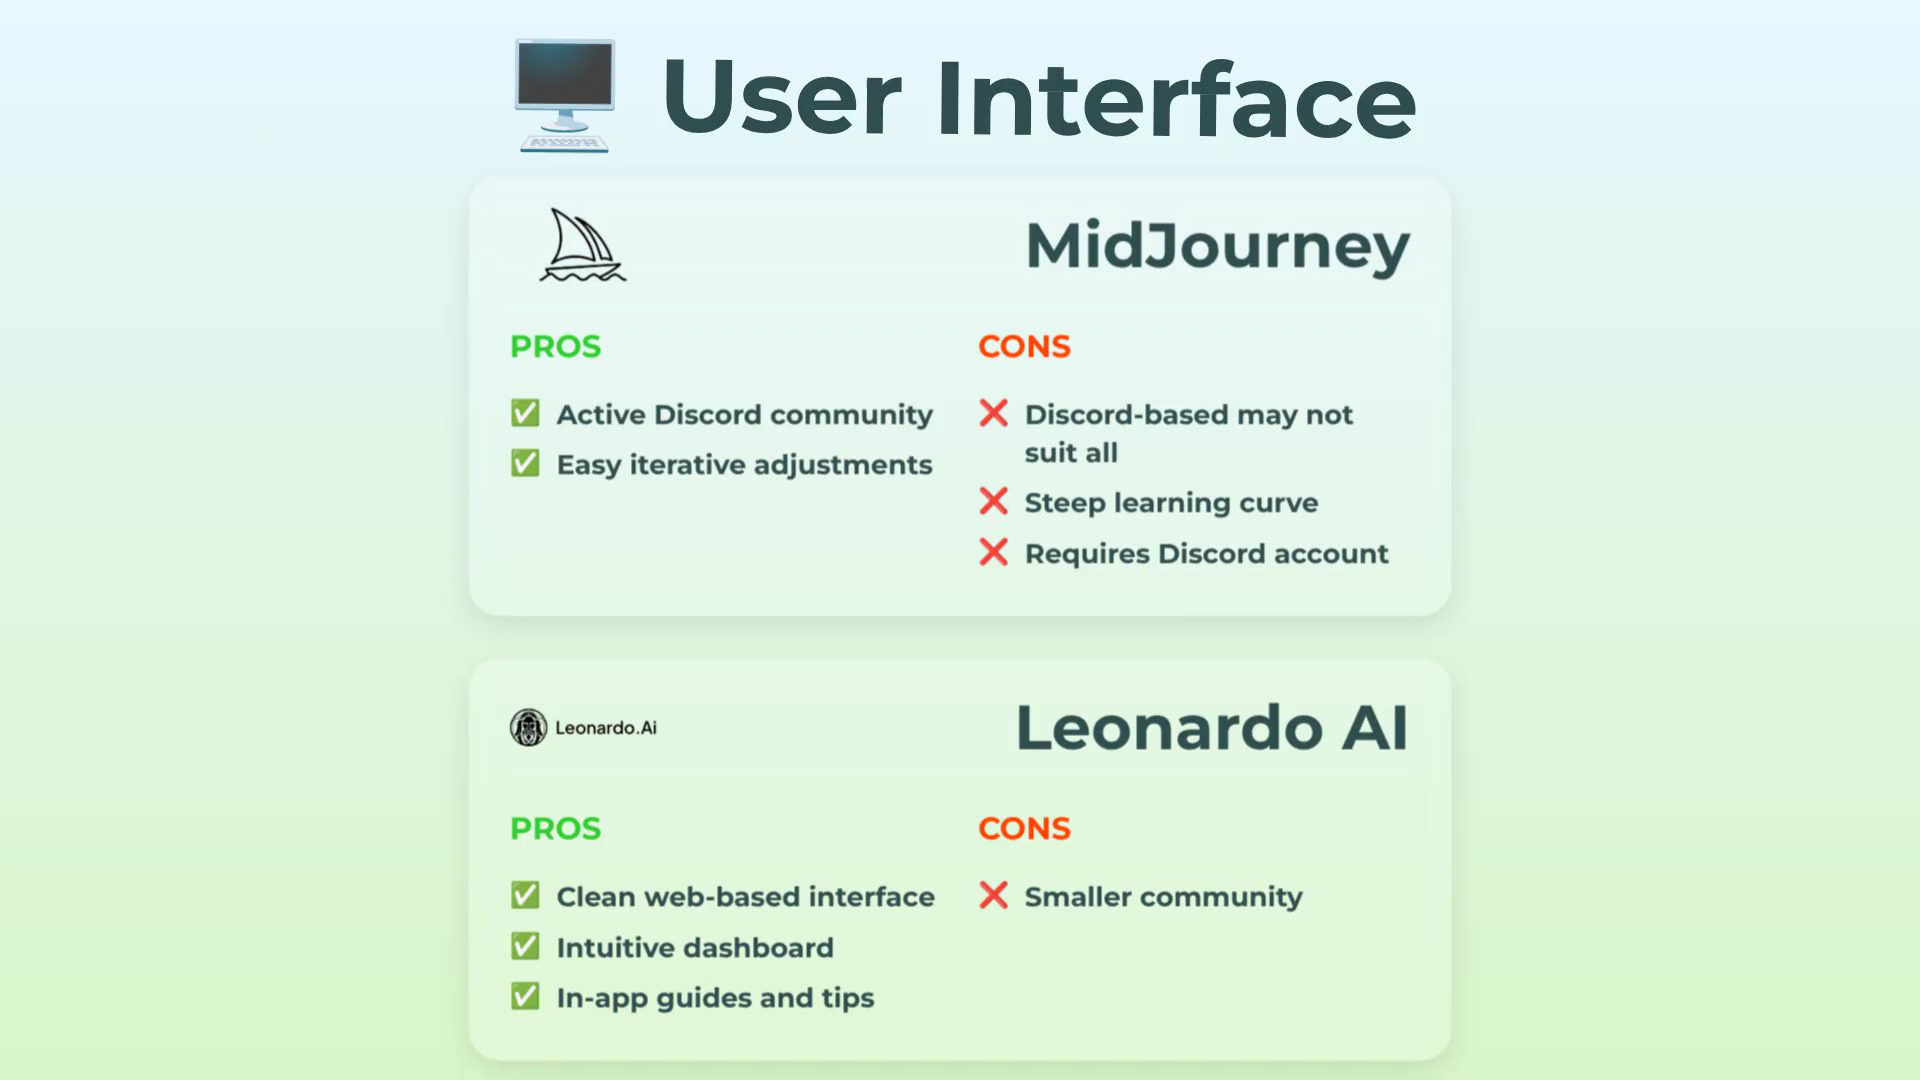 User Interface
MidJourney
PROS
Active Discord community
Easy iterative adjustments
CONS
Discord-based may not
suit all
Steep learning curve
Requires Discord account
Leonardo.Ai
Leonardo AI
PROS
Clean web-based interface
Intuitive dashboard
In-app guides and tips
CONS
Smaller community